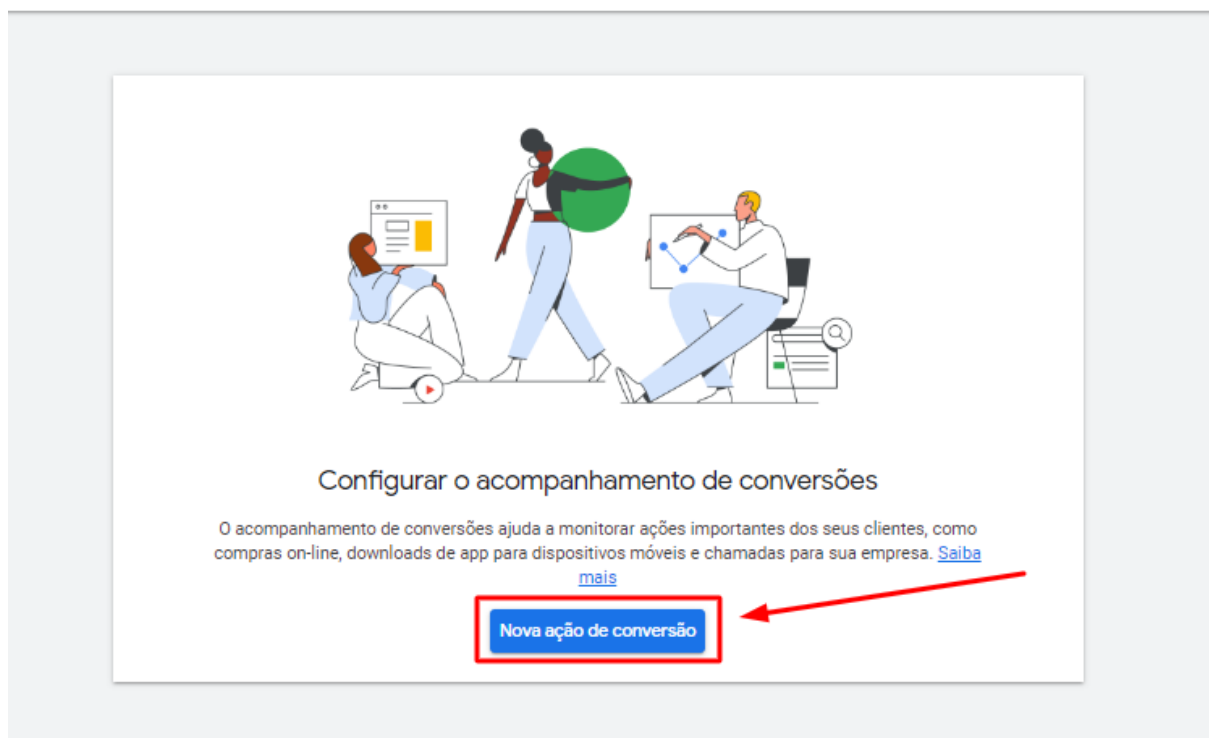 Configurar o acompanhamento de conversões
O acompanhamento de conversões ajuda a monitorar ações importantes dos seus clientes, como
compras on-line, downloads de app para dispositivos móveis e chamadas para sua empresa. Saiba
mais
Nova ação de conversão